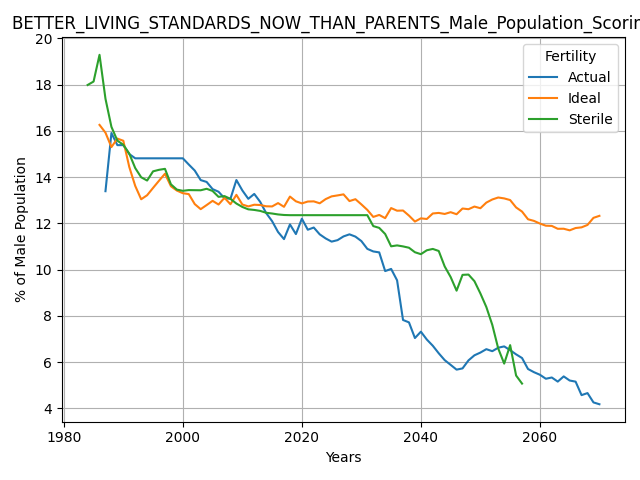 BETTER_LIVING_STANDARDS_NOW_THAN_PARENTS_Male_Population_Scorin
Fertility
Actual
Ideal
Sterile
% of Male Population
20
18
16
14
12
10
8
6
4
1980
2000
2020
2040
2060
Years